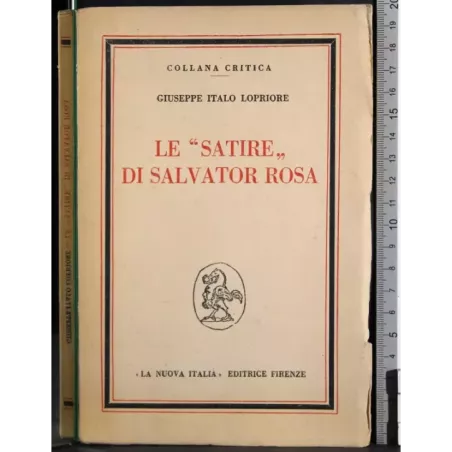 COLLANA CRITICA
GIUSEPPE ITALO LOPRIORE
LE “SATIRE„
DI SALVATOR ROSA
«LA NUOVA ITALIA» EDITRICE FIRENZE